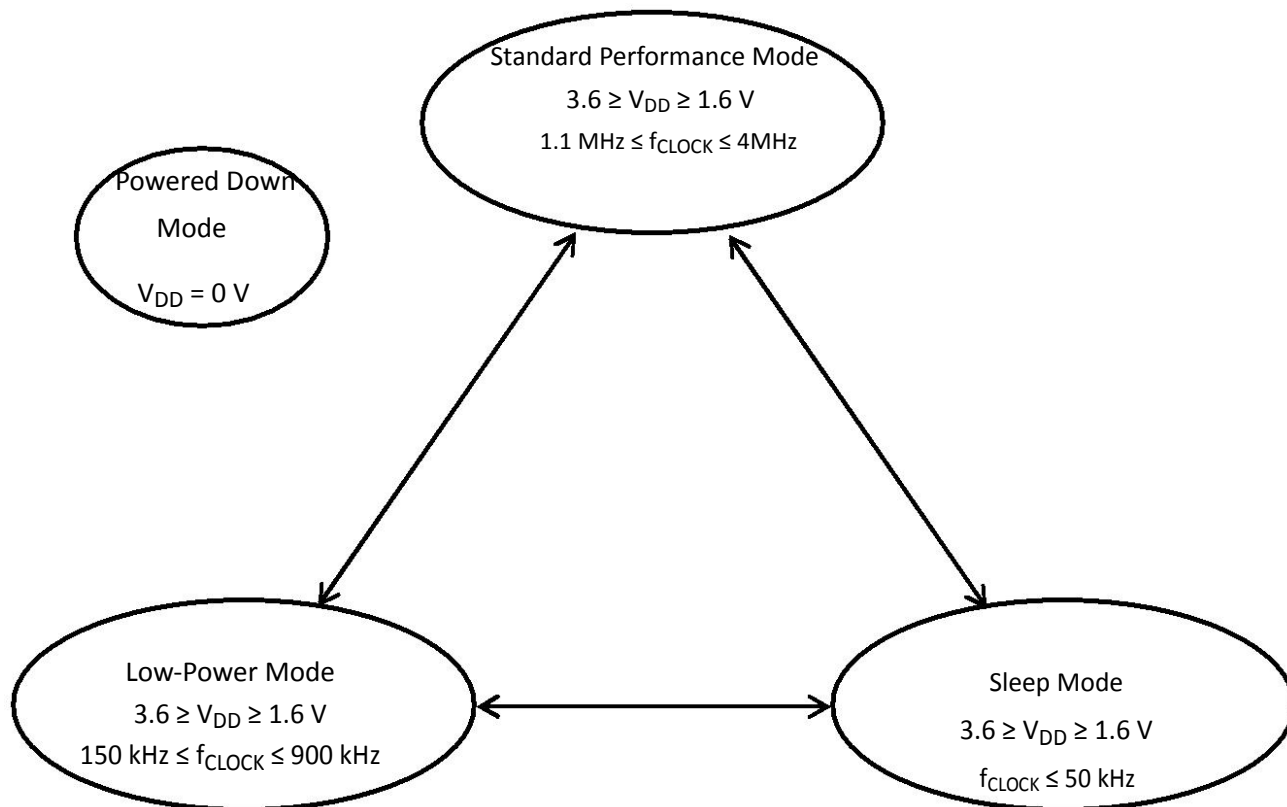 Standard Performance Mode
3.6 ≥ VDD ≥ 1.6 V
1.1 MHz ≤ fCLOCK ≤ 4MHz
Powered Down
Mode
VDD = 0 V
Low-Power Mode
3.6 ≥ VDD ≥ 1.6 V
150 kHz ≤ fCLOCK ≤ 900 kHz
Sleep Mode
3.6 ≥ VDD ≥ 1.6 V
fCLOCK ≤ 50 kHz